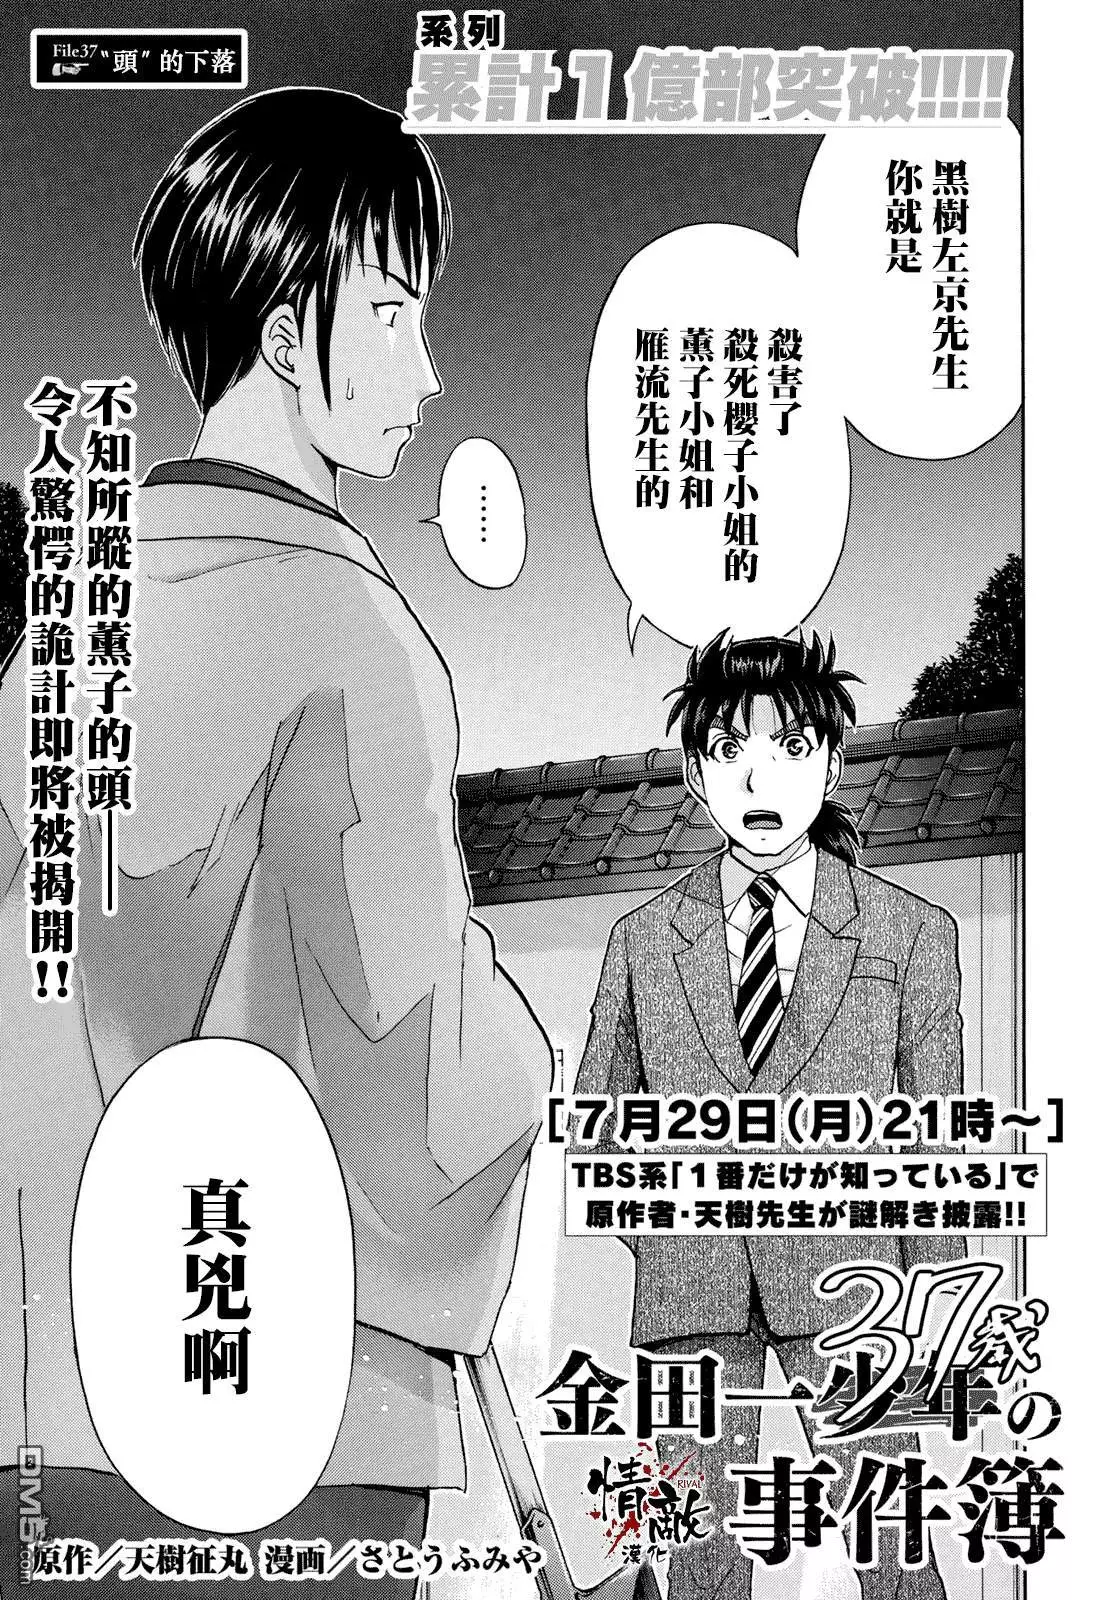 File37 “頭”的下落
系列
累計1億部突破!!!!
黑樹左京先生
你就是
殺害了
殺死櫻子小姐的
薰子小姐和
雁流先生的
……
不知所蹤的薰子的頭——
令人驚愕的詭計即將被揭開!!
真兇啊
[7月29日(月)21時～]
TBS系「1番だけが知っている」で
原作者・天樹先生が謎解き披露!!
37歳
金田一少年の
事件簿
情敵
RIVAL
漢化
原作／天樹征丸 漫画／さとうふみや